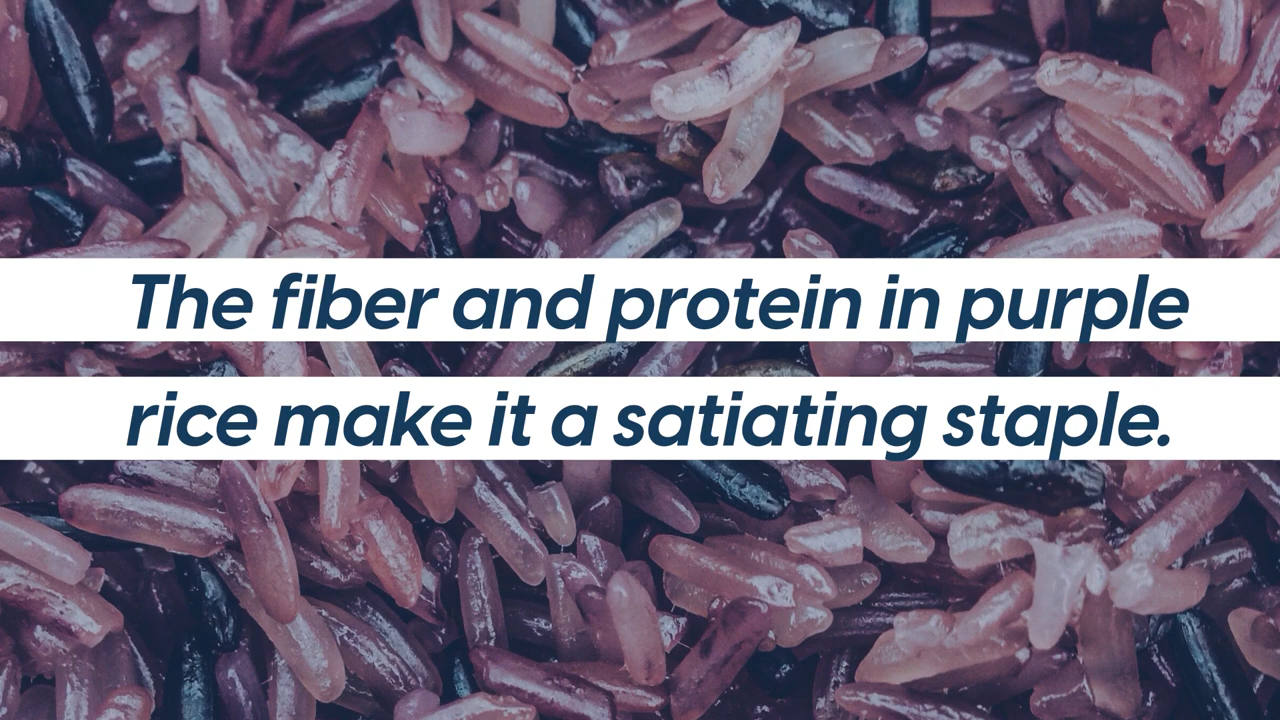 The fiber and protein in purple
rice make it a satiating staple.